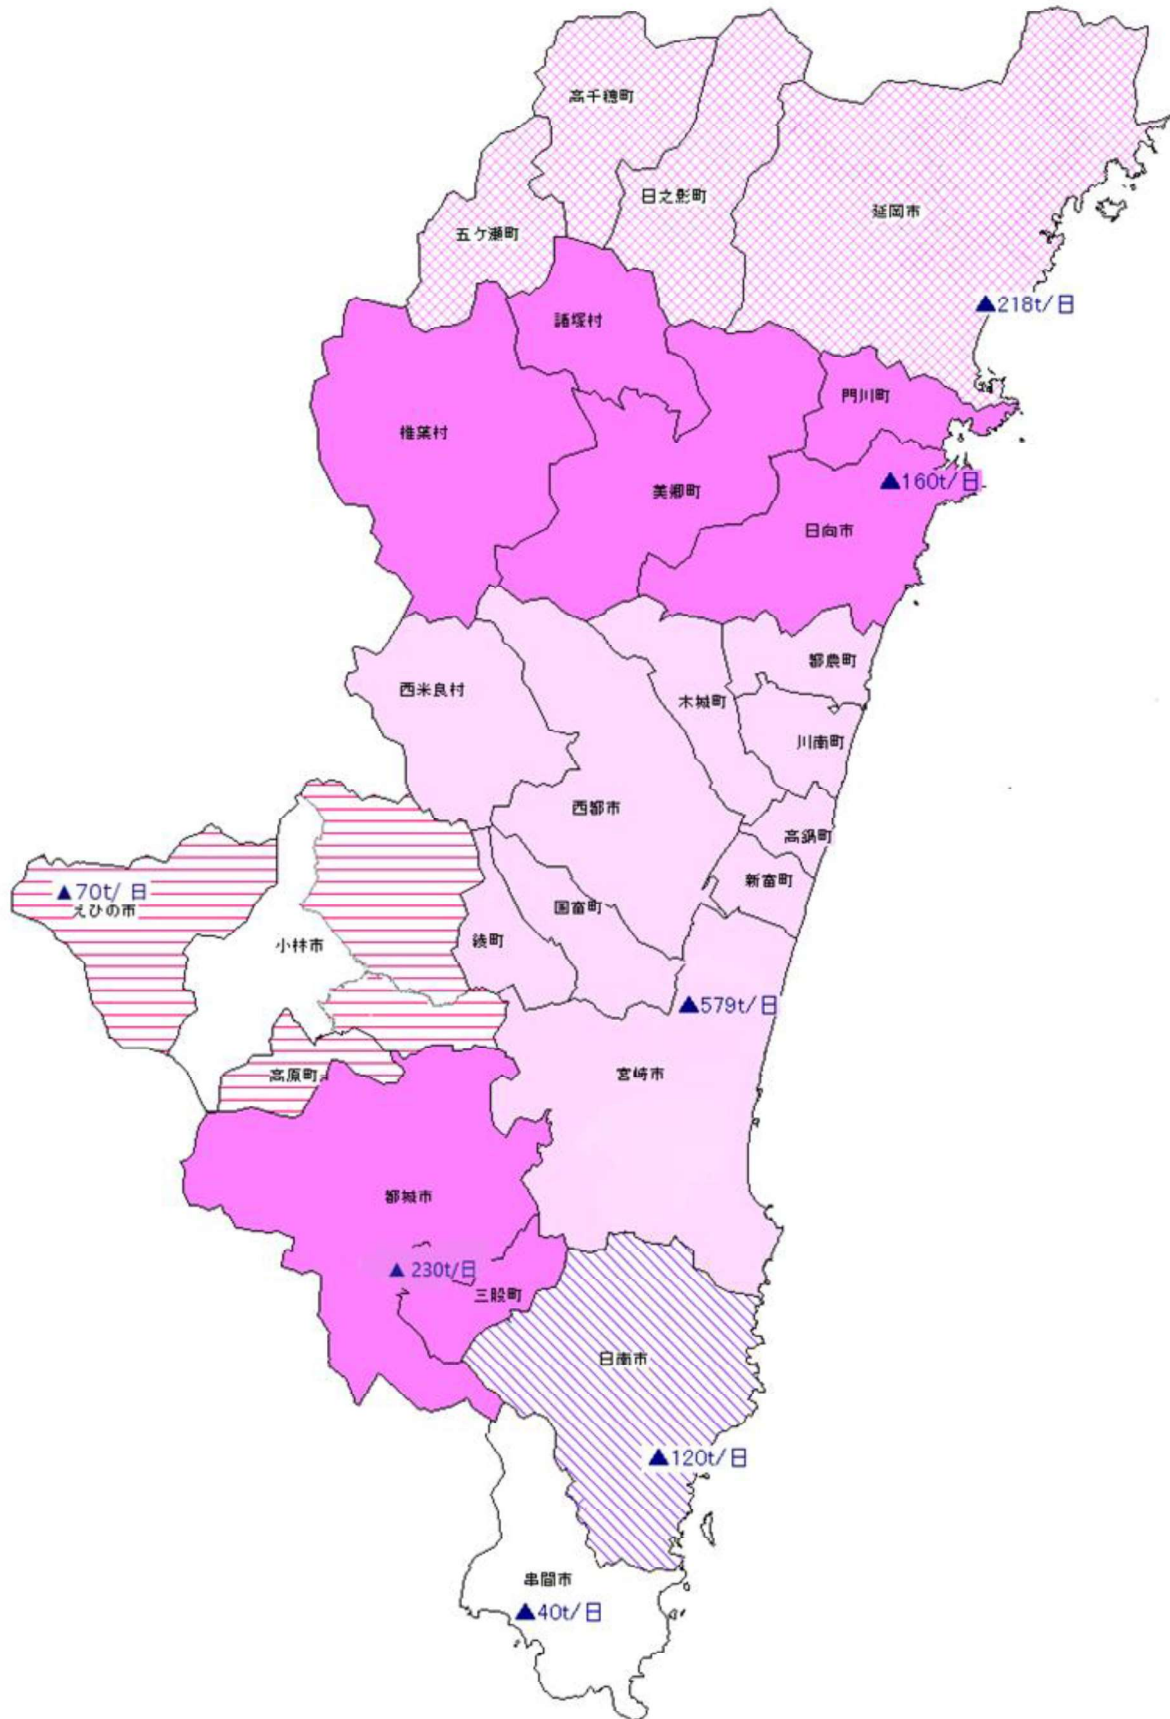 高千穂町
日之影町
延岡市
五ケ瀬町
▲218t/日
諸塚村
門川町
椎葉村
▲160t/日
美郷町
日向市
都農町
西米良村
木城町
川南町
西都市
高鍋町
新富町
▲70t/ 日
えびの市
国富町
綾町
小林市
▲579t/日
高原町
宮崎市
都城市
▲ 230t/日
三股町
日南市
▲120t/日
串間市
▲40t/日